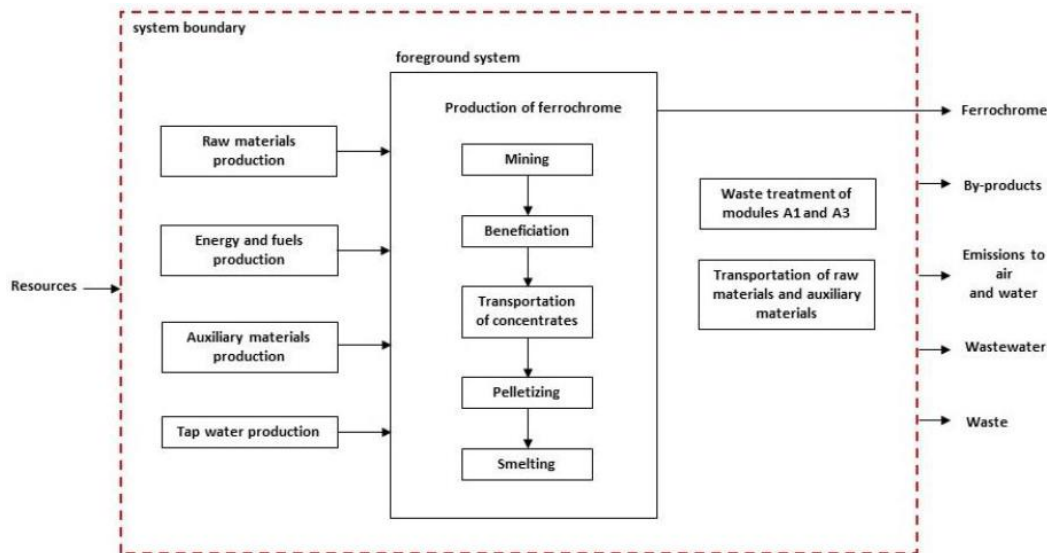 system boundary
foreground system
Production of ferrochrome
Raw materials
production
Energy and fuels
production
Resources
Auxiliary materials
production
Tap water production
Mining
Beneficiation
Transportation
of concentrates
Pelletizing
Smelting
Waste treatment of
modules A1 and A3
Transportation of raw
materials and auxiliary
materials
Ferrochrome
By-products
Emissions to
air
and water
Wastewater
Waste